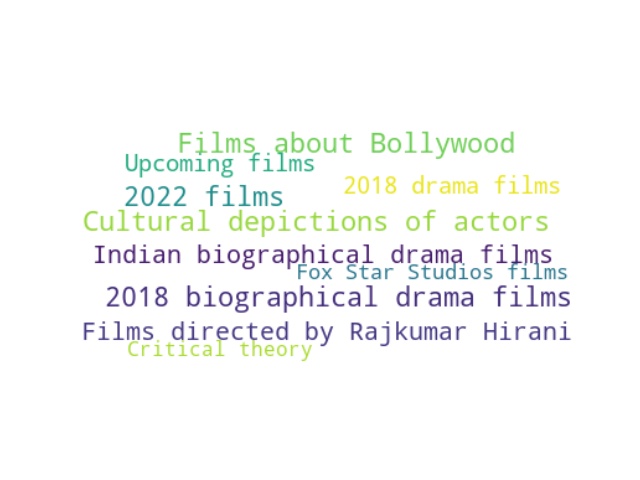 Films about Bollywood
Upcoming films
2018 drama films
2022 films
Cultural depictions of actors
Indian biographical drama films
Fox Star Studios films
2018 biographical drama films
Films directed by Rajkumar Hirani
Critical theory